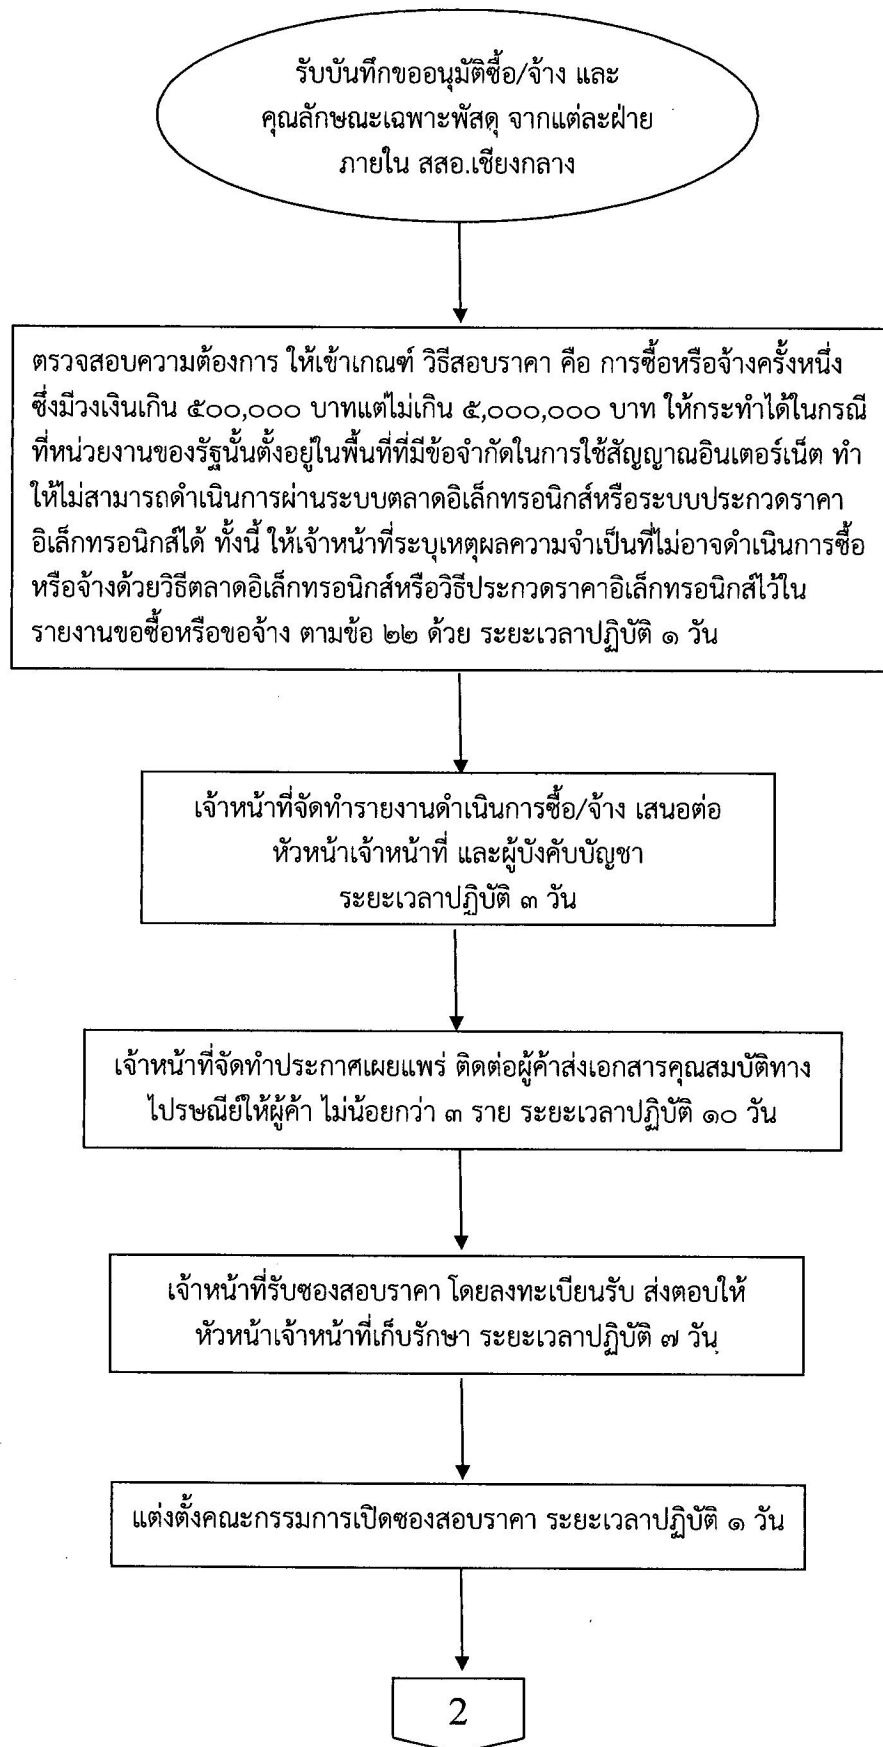 รับบันทึกขออนุมัติซื้อ/จ้าง และ
คุณลักษณะเฉพาะพัสดุ จากแต่ละฝ่าย
ภายใน สสอ.เชียงกลาง
ตรวจสอบความต้องการ ให้เข้าเกณฑ์ วิธีสอบราคา คือ การซื้อหรือจ้างครั้งหนึ่ง
ซึ่งมีวงเงินเกิน ๕๐๐,๐๐๐ บาทแต่ไม่เกิน ๕,๐๐๐,๐๐๐ บาท ให้กระทำได้ในกรณี
ที่หน่วยงานของรัฐนั้นตั้งอยู่ในพื้นที่ที่มีข้อจำกัดในการใช้สัญญาณอินเตอร์เน็ต ทำ
ให้ไม่สามารถดำเนินการผ่านระบบตลาดอิเล็กทรอนิกส์หรือระบบประกวดราคา
อิเล็กทรอนิกส์ได้ ทั้งนี้ ให้เจ้าหน้าที่ระบุเหตุผลความจำเป็นที่ไม่อาจดำเนินการซื้อ
หรือจ้างด้วยวิธีตลาดอิเล็กทรอนิกส์หรือวิธีประกวดราคาอิเล็กทรอนิกส์ไว้ใน
รายงานขอซื้อหรือขอจ้าง ตามข้อ ๒๒ ด้วย ระยะเวลาปฏิบัติ ๑ วัน
เจ้าหน้าที่จัดทำรายงานดำเนินการซื้อ/จ้าง เสนอต่อ
หัวหน้าเจ้าหน้าที่ และผู้บังคับบัญชา
ระยะเวลาปฏิบัติ ๓ วัน
เจ้าหน้าที่จัดทำประกาศเผยแพร่ ติดต่อผู้ค้าส่งเอกสารคุณสมบัติทาง
ไปรษณีย์ให้ผู้ค้า ไม่น้อยกว่า ๓ ราย ระยะเวลาปฏิบัติ ๑๐ วัน
เจ้าหน้าที่รับซองสอบราคา โดยลงทะเบียนรับ ส่งตอบให้
หัวหน้าเจ้าหน้าที่เก็บรักษา ระยะเวลาปฏิบัติ ๗ วัน
แต่งตั้งคณะกรรมการเปิดซองสอบราคา ระยะเวลาปฏิบัติ ๑ วัน
2